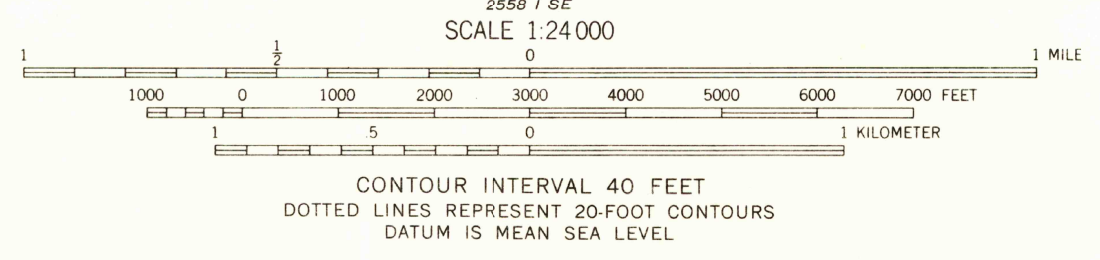 2558 I SE
SCALE 1:24 000
1 ½ 0 1 MILE
1000 0 1000 2000 3000 4000 5000 6000 7000 FEET
1 .5 0 1 KILOMETER
CONTOUR INTERVAL 40 FEET
DOTTED LINES REPRESENT 20-FOOT CONTOURS
DATUM IS MEAN SEA LEVEL